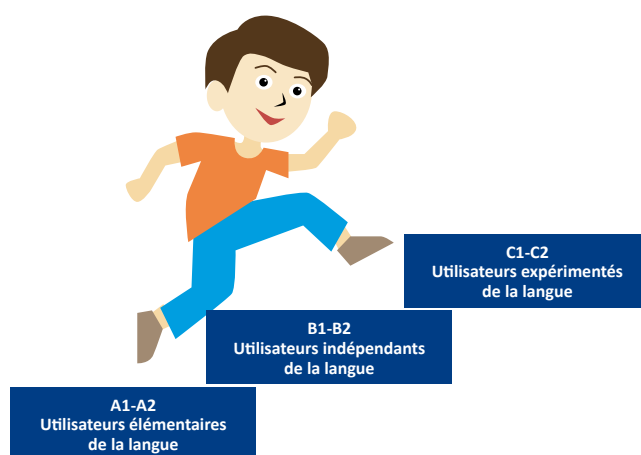 C1-C2
Utilisateurs expérimentés
de la langue
B1-B2
Utilisateurs indépendants
de la langue
A1-A2
Utilisateurs élémentaires
de la langue